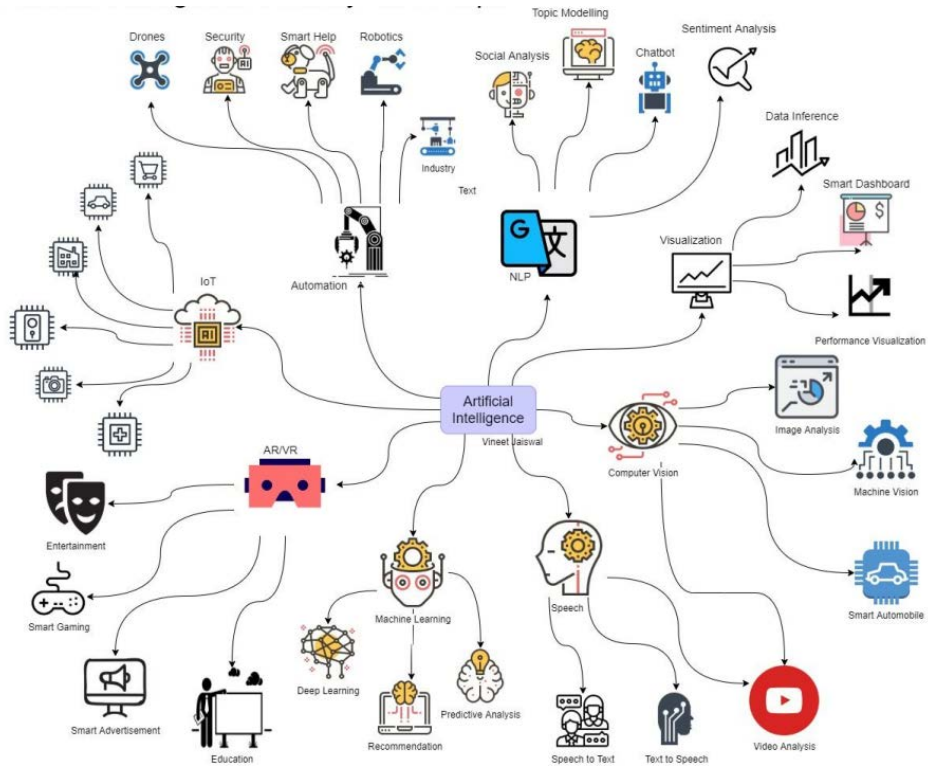 Drones
Security
Smart Help
Robotics
Topic Modelling
Social Analysis
Chatbot
Sentiment Analysis
Industry
Text
Data Inference
Smart Dashboard
Automation
G
文
NLP
Visualization
IoT
AI
AI
Performance Visualization
Artificial
Intelligence
Vineet Jaiswal
Image Analysis
Computer Vision
Machine Vision
AR/VR
Entertainment
Smart Gaming
Machine Learning
Speech
Smart Automobile
Deep Learning
Predictive Analysis
Smart Advertisement
Education
Recommendation
Speech to Text
Text to Speech
Video Analysis